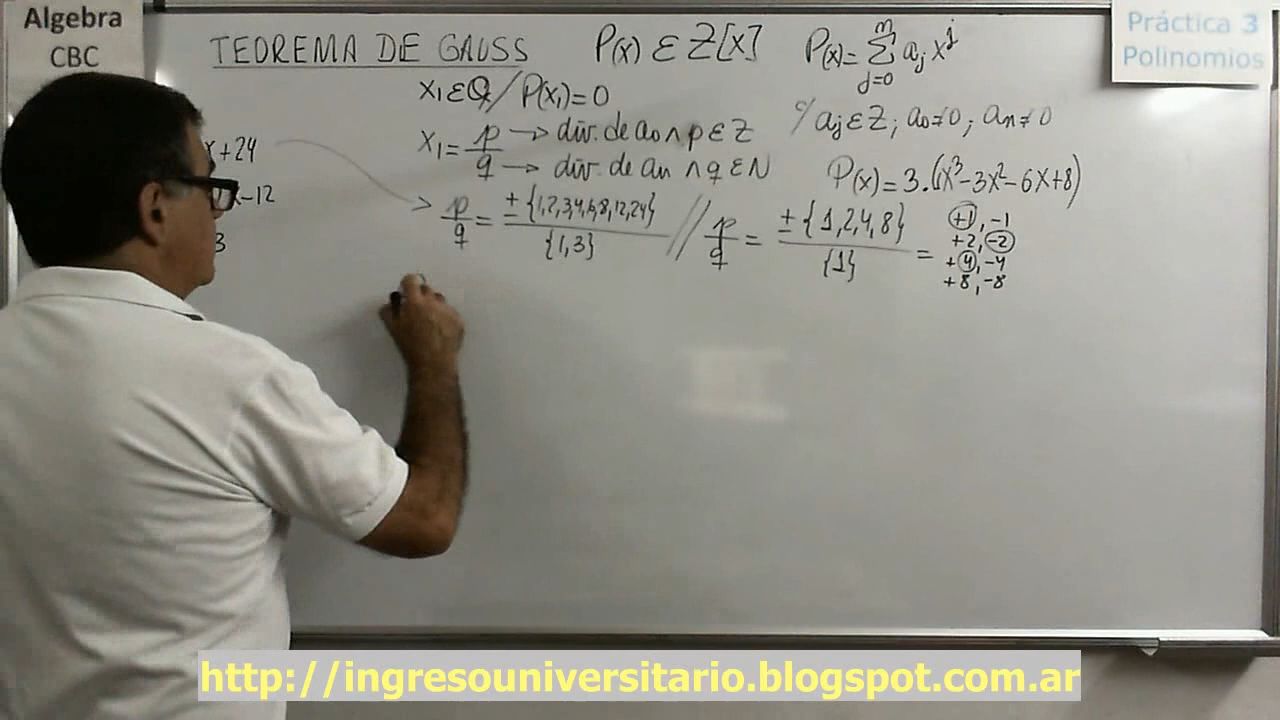 Algebra
CBC
Práctica 3
Polinomios
TEOREMA DE GAUSS P(x) ε Z[x] P(x)= Σ aj x^j
n
j=0
x1 ε Q / P(x1)=0
% aj ε Z; a0≠0; an≠0
x1 = p/q
p → div. de a0 ∧ p ε Z
q → div. de an ∧ q ε N
x+24
x-12
3
P(x)=3.(1x³-3x²-6x+8)
p/q = ±{1,2,3,4,6,8,12,24}/{1,3} // p/q = ±{1,2,4,8}/{1} =
+1, -1
+2, -2
+4, -4
+8, -8
http://ingresouniversitario.blogspot.com.ar